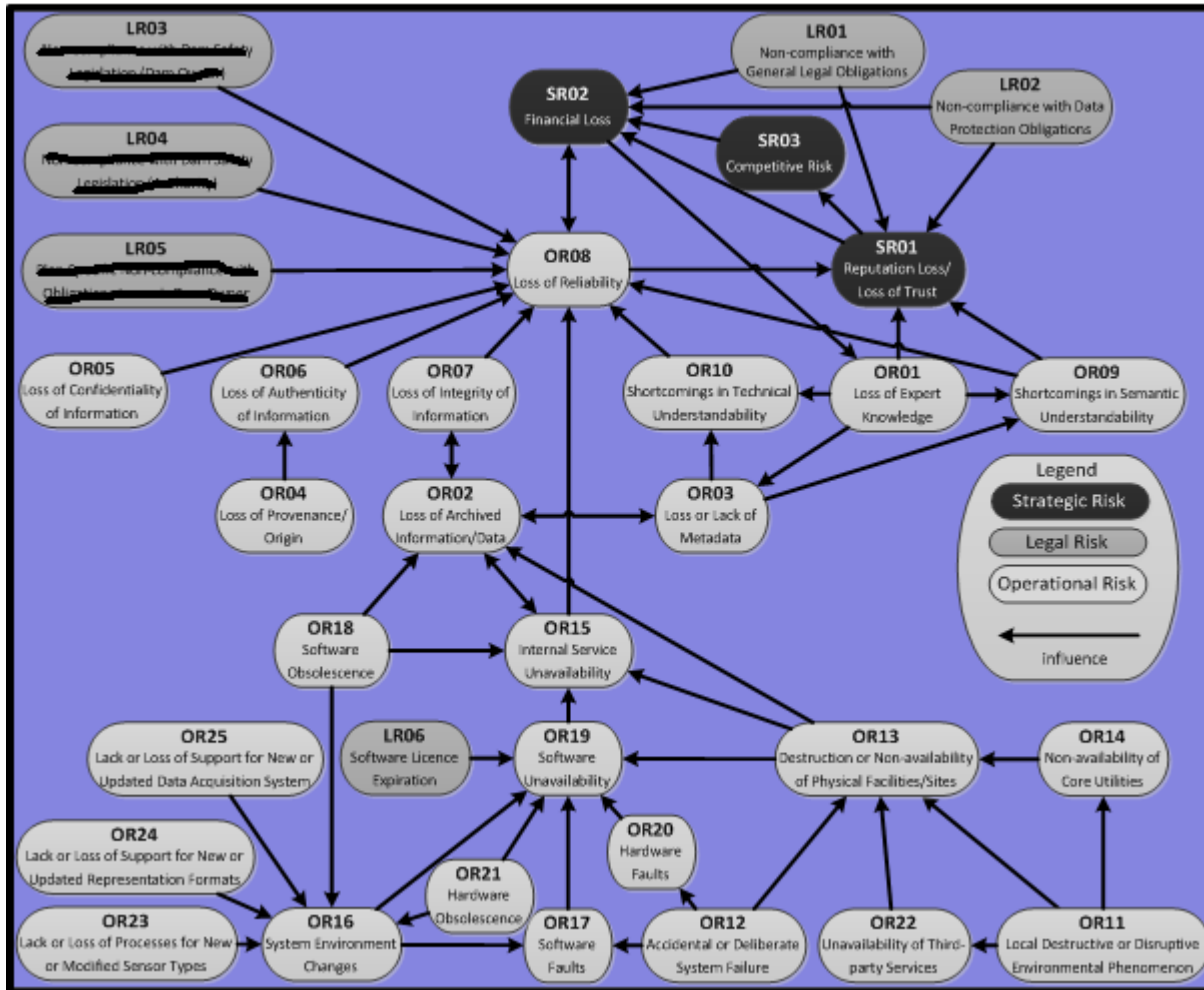 LR03
LR01
Non-compliance with
General Legal Obligations
SR02
Financial Loss
LR02
Non-compliance with Data
Protection Obligations
LR04
SR03
Competitive Risk
LR05
OR08
Loss of Reliability
SR01
Reputation Loss/
Loss of Trust
OR05
Loss of Confidentiality
of Information
OR06
Loss of Authenticity
of Information
OR07
Loss of Integrity of
Information
OR10
Shortcomings in Technical
Understandability
OR01
Loss of Expert
Knowledge
OR09
Shortcomings in Semantic
Understandability
OR04
Loss of Provenance/
Origin
OR02
Loss of Archived
Information/Data
OR03
Loss or Lack of
Metadata
Legend
Strategic Risk
Legal Risk
Operational Risk
influence
OR18
Software
Obsolescence
OR15
Internal Service
Unavailability
OR25
Lack or Loss of Support for New or
Updated Data Acquisition System
LR06
Software Licence
Expiration
OR19
Software
Unavailability
OR13
Destruction or Non-availability
of Physical Facilities/Sites
OR14
Non-availability of
Core Utilities
OR24
Lack or Loss of Support for New or
Updated Representation Formats
OR20
Hardware
Faults
OR21
Hardware
Obsolescence
OR23
Lack or Loss of Processes for New
or Modified Sensor Types
OR16
System Environment
Changes
OR17
Software
Faults
OR12
Accidental or Deliberate
System Failure
OR22
Unavailability of Third-
party Services
OR11
Local Destructive or Disruptive
Environmental Phenomenon